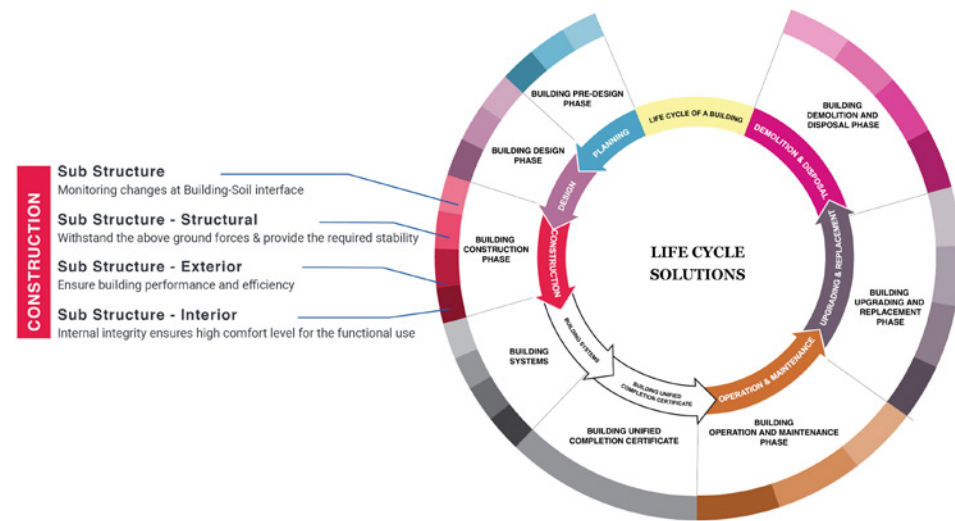 CONSTRUCTION
Sub Structure
Monitoring changes at Building-Soil interface
Sub Structure - Structural
Withstand the above ground forces & provide the required stability
Sub Structure - Exterior
Ensure building performance and efficiency
Sub Structure - Interior
Internal integrity ensures high comfort level for the functional use
LIFE CYCLE
SOLUTIONS
LIFE CYCLE OF A BUILDING
PLANNING
DESIGN
CONSTRUCTION
BUILDING SYSTEMS
BUILDING UNIFIED
COMPLETION CERTIFICATE
OPERATION & MAINTENANCE
UPGRADING & REPLACEMENT
DEMOLITION & DISPOSAL
BUILDING PRE-DESIGN
PHASE
BUILDING DESIGN
PHASE
BUILDING
CONSTRUCTION
PHASE
BUILDING
SYSTEMS
BUILDING UNIFIED
COMPLETION CERTIFICATE
BUILDING
OPERATION AND MAINTENANCE
PHASE
BUILDING
UPGRADING AND
REPLACEMENT
PHASE
BUILDING
DEMOLITION AND
DISPOSAL PHASE